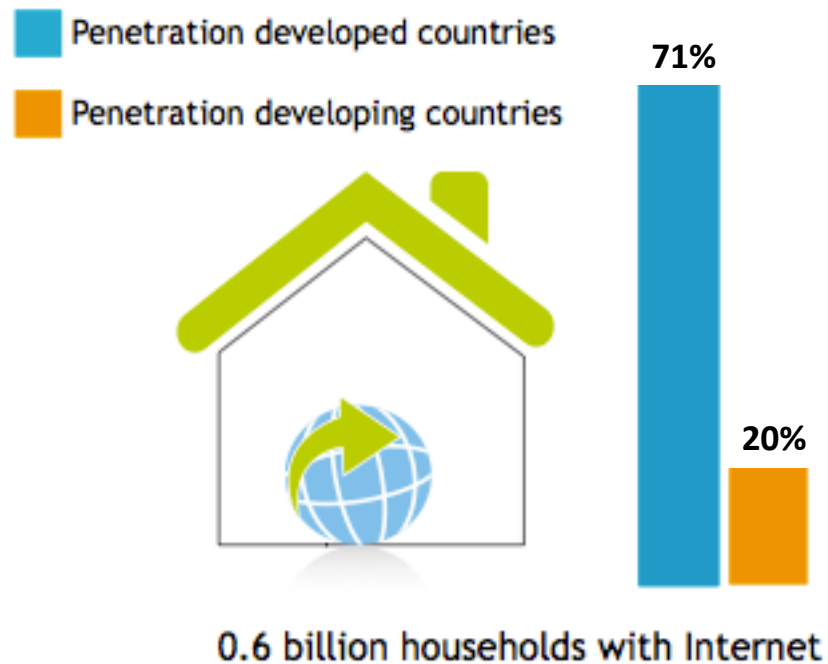 Penetration developed countries
71%
Penetration developing countries
20%
0.6 billion households with Internet